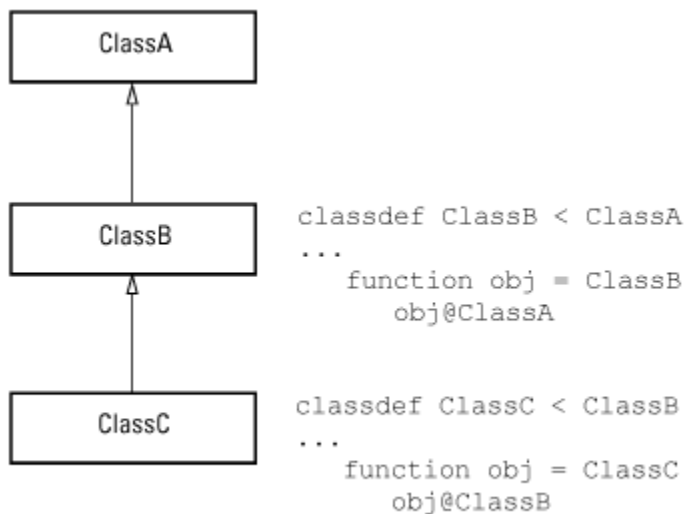 ClassA
ClassB
classdef ClassB < ClassA
...
function obj = ClassB
obj@ClassA
ClassC
classdef ClassC < ClassB
...
function obj = ClassC
obj@ClassB